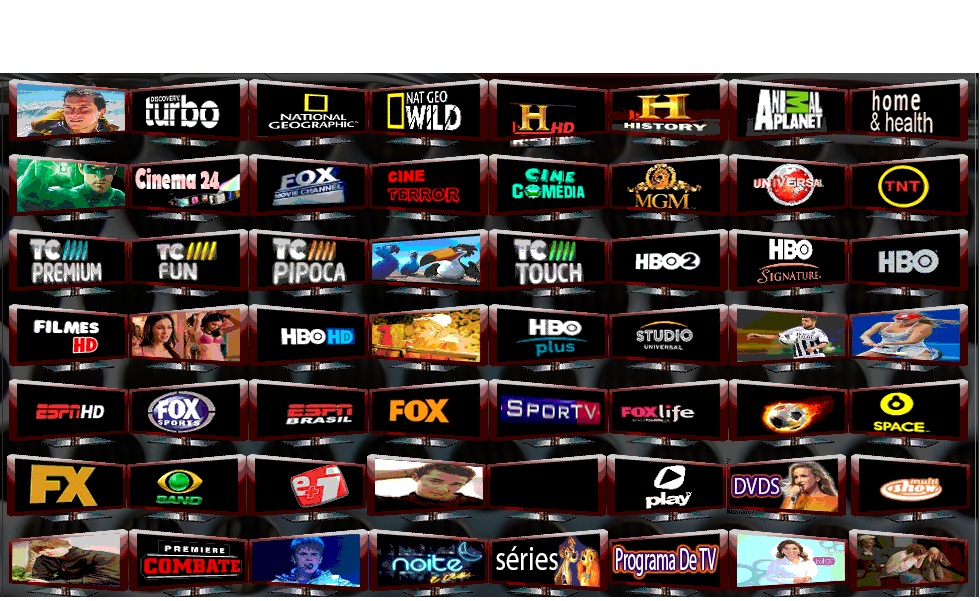 DISCOVERY
turbo
NATIONAL
GEOGRAPHIC
NAT GEO
WILD
H HD
H
HISTORY
ANIMAL
PLANET
home
& health
Cinema 24
FOX
MOVIE CHANNEL
CINE
TERROR
CINE
COMÉDIA
MGM
UNIVERSAL
TNT
TC
PREMIUM
TC
FUN
TC
PIPOCA
TC
TOUCH
HBO2
HBO
SIGNATURE
HBO
FILMES
HD
HBO HD
HBO
plus
STUDIO
UNIVERSAL
ESPN HD
FOX
SPORTS
ESPN
BRASIL
FOX
SPORTV
FOXlife
SPACE
FX
BAND
play
DVDS
multi
show
PREMIERE
COMBATE
noite
séries
Programa De TV